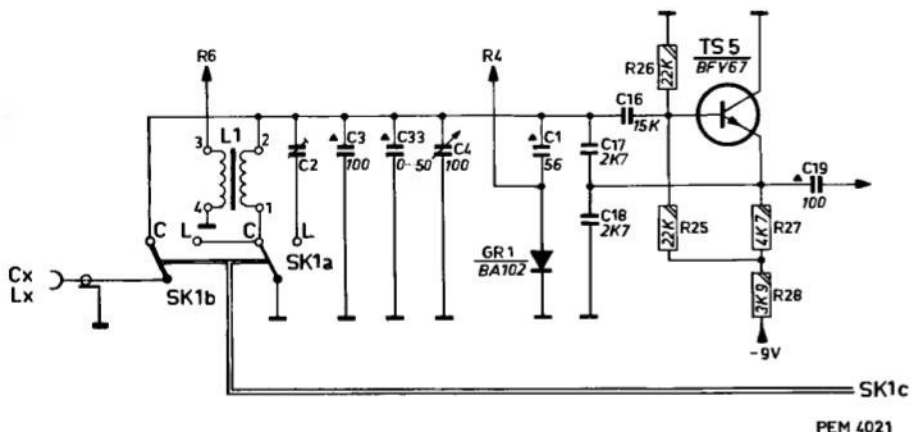 R6
R4
R26
22K
TS 5
BFY67
C16
15K
3
L1
2
C2
C3
100
C33
0-50
C4
100
C1
56
C17
2K7
C19
100
4
1
C
L
C
L
SK1a
C18
2K7
22K
R25
4K7
R27
GR 1
BA102
Cx
Lx
SK1b
3K9
R28
-9V
SK1c
PEM 4021